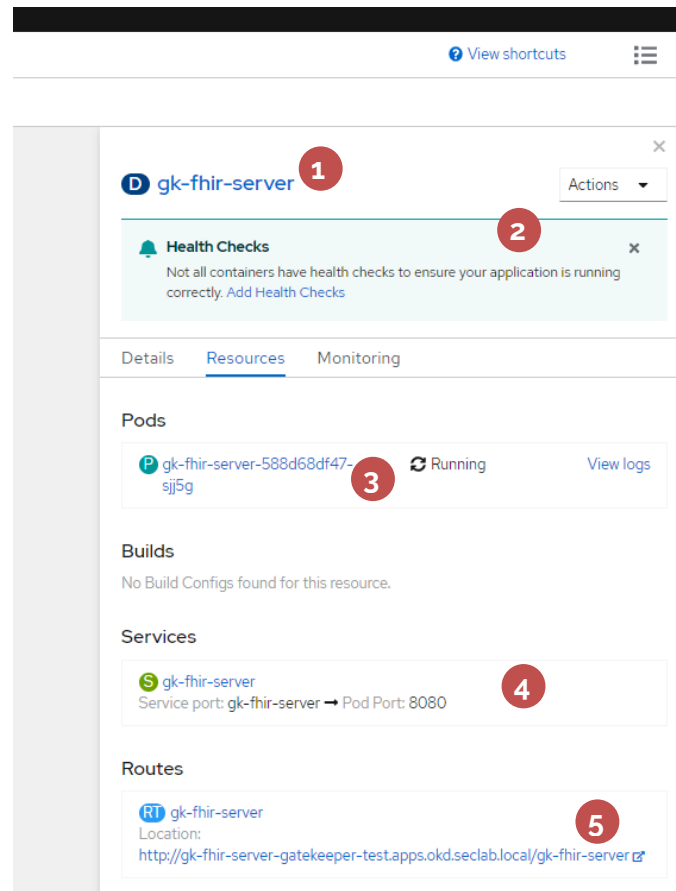 View shortcuts
D gk-fhir-server 1
Actions
2
Health Checks
Not all containers have health checks to ensure your application is running
correctly. Add Health Checks
Details Resources Monitoring
Pods
P gk-fhir-server-588d68df47-
sjj5g
3
Running
View logs
Builds
No Build Configs found for this resource.
Services
S gk-fhir-server
Service port: gk-fhir-server → Pod Port: 8080
4
Routes
RT gk-fhir-server
5
Location:
http://gk-fhir-server-gatekeeper-test.apps.okd.seclab.local/gk-fhir-server